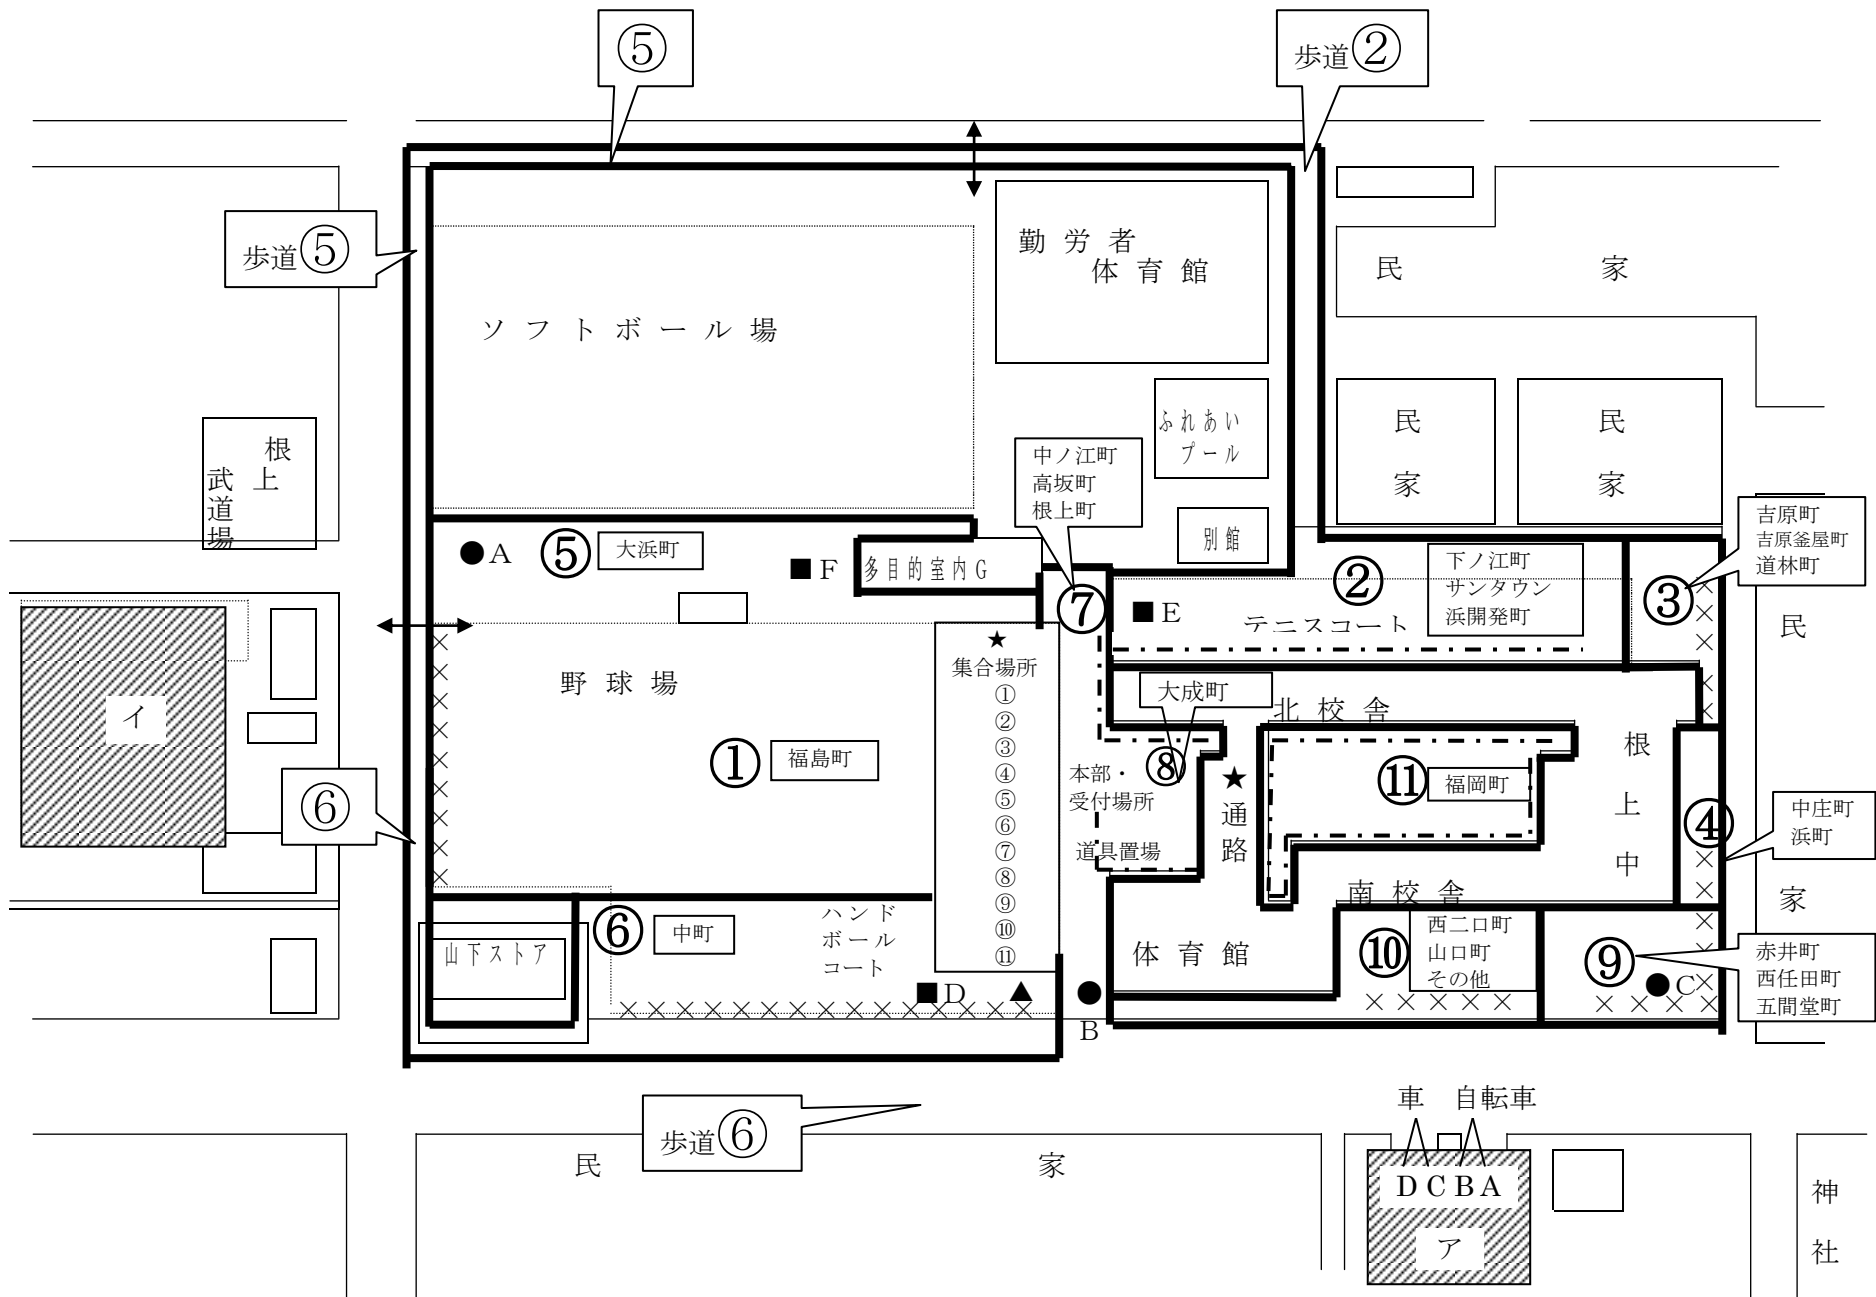 ⑤
歩道②
歩道⑤
勤労者
体育館
民家
ソフトボール場
根上
武道場
ふれあい
プール
民家
民家
中ノ江町
高坂町
根上町
別館
吉原町
吉原釜屋町
道林町
●A
⑤
大浜町
■F
多目的室内G
⑦
■E
②
下ノ江町
サンタウン
浜開発町
テニスコート
③
民家
★
集合場所
①
②
③
④
⑤
⑥
⑦
⑧
⑨
⑩
⑪
野球場
イ
①
福島町
大成町
北校舎
⑧
本部・
受付場所
道具置場
★
通路
⑪
福岡町
根上中
④
中庄町
浜町
⑥
南校舎
山下ストア
⑥
中町
ハンド
ボール
コート
体育館
⑩
西二口町
山口町
その他
⑨
●C
赤井町
西任田町
五間堂町
■D
▲
●
B
歩道⑥
民家
車
自転車
DCBA
ア
神社